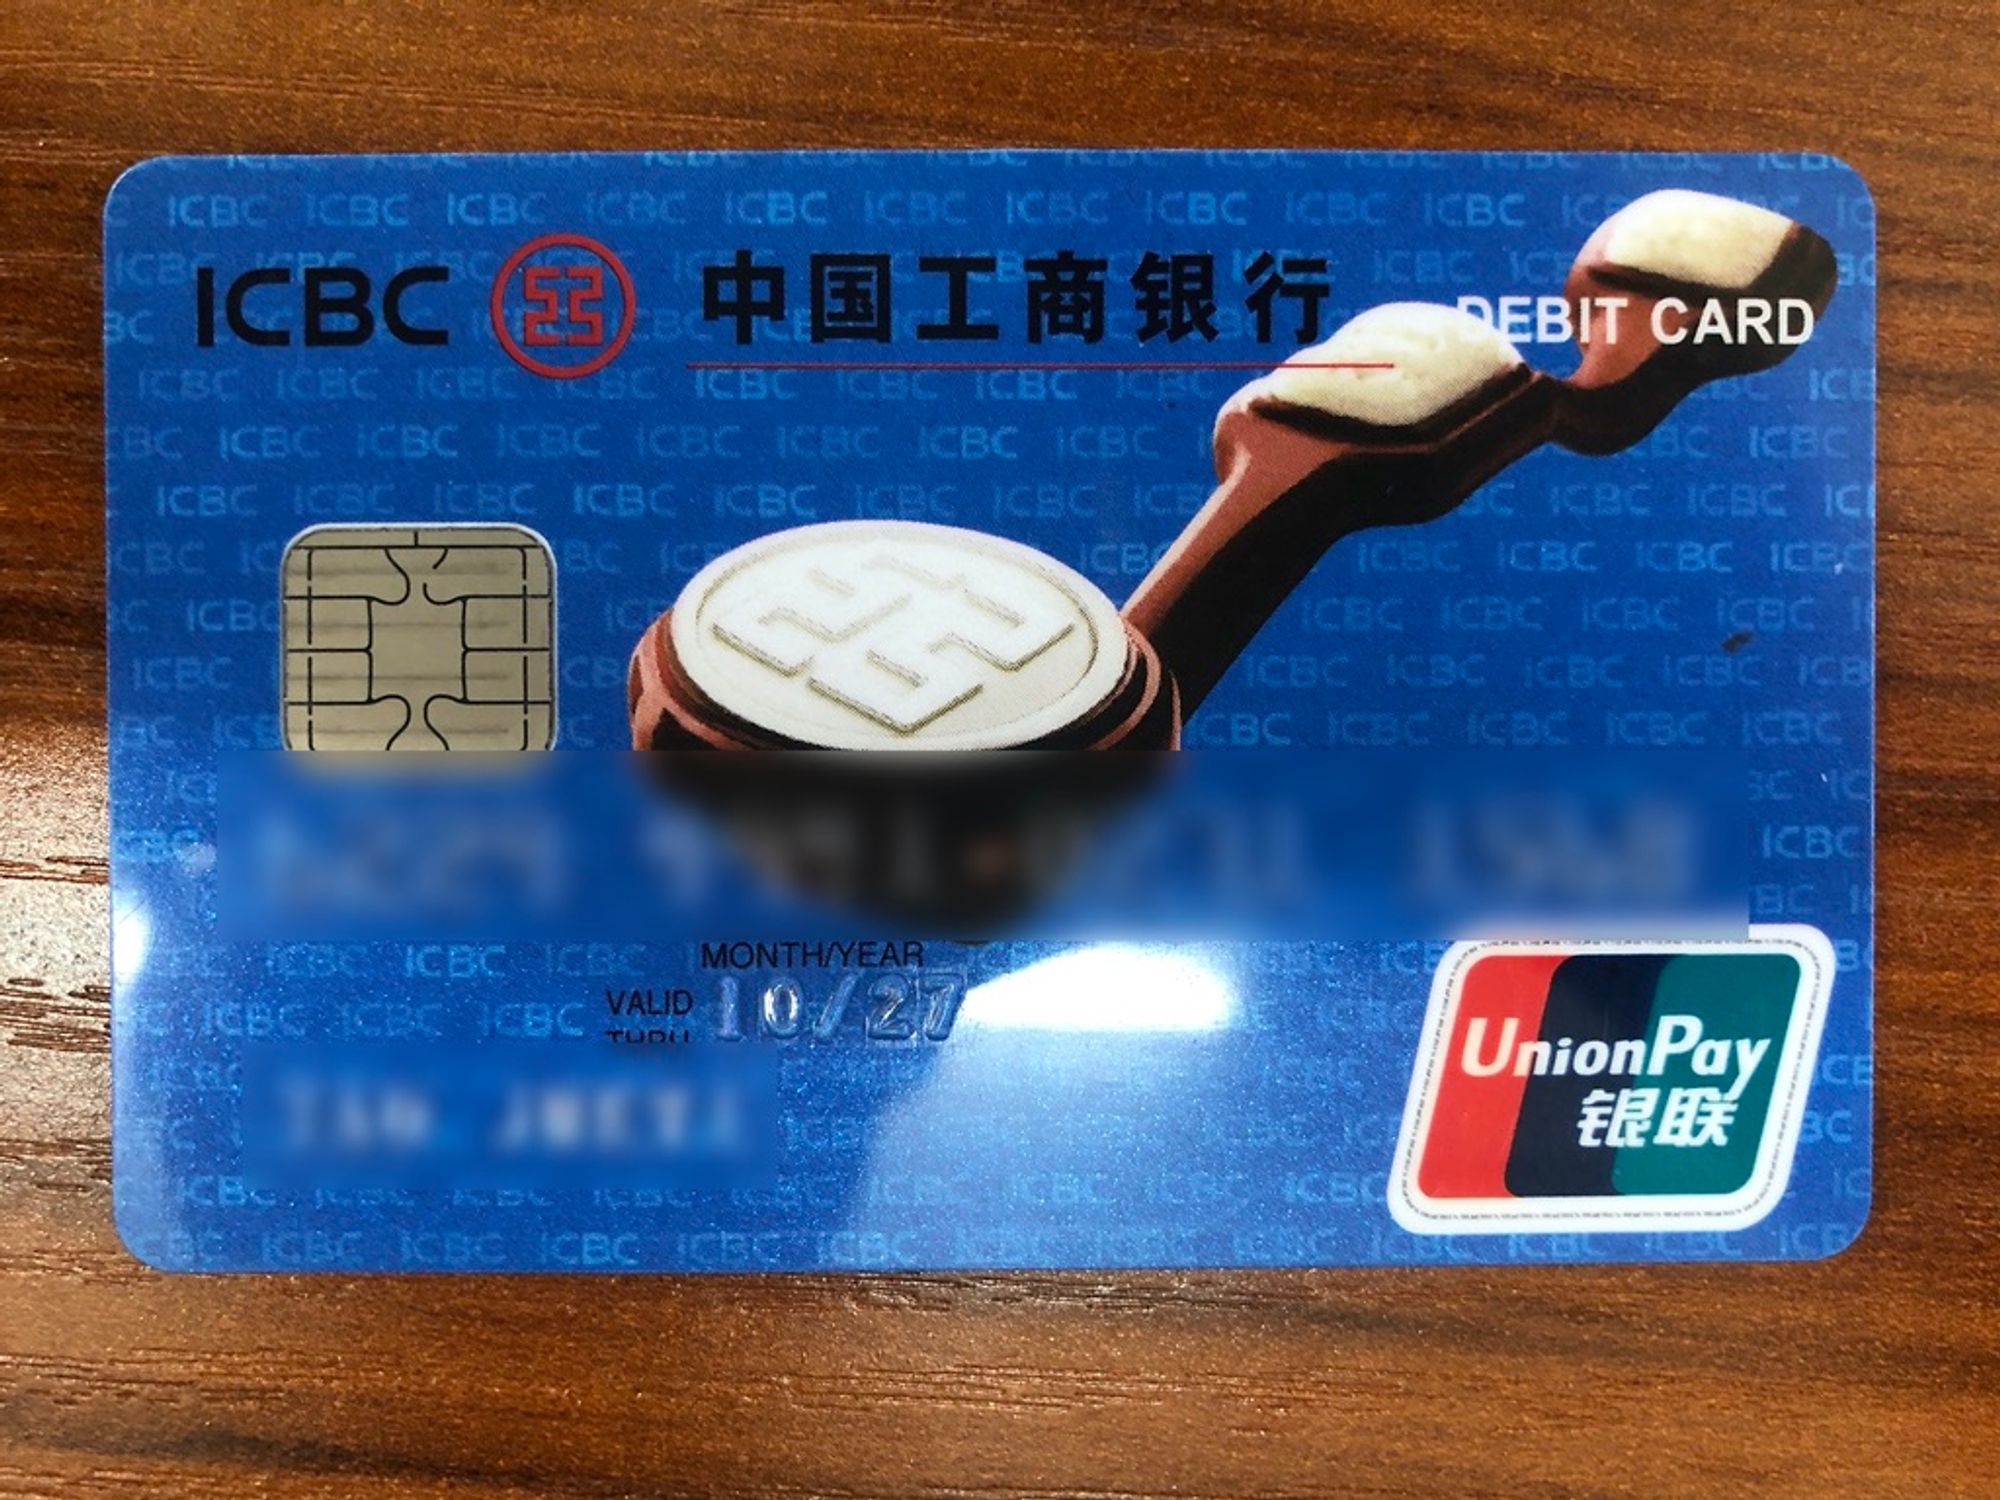 ICBC 中国工商银行
DEBIT CARD
MONTH/YEAR
VALID THRU 10/27
UnionPay
银联